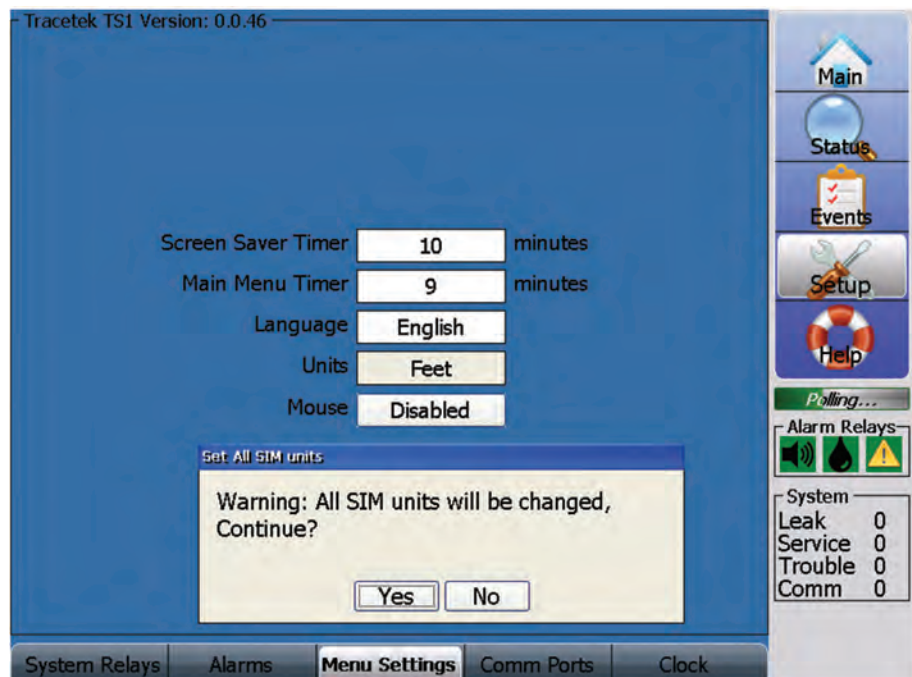 Tracetek TS1 Version: 0.0.46
Screen Saver Timer 10 minutes
Main Menu Timer 9 minutes
Language English
Units Feet
Mouse Disabled
Set All SIM units
Warning: All SIM units will be changed,
Continue?
Yes No
System Relays Alarms Menu Settings Comm Ports Clock
Main
Status
Events
Setup
Help
Polling...
Alarm Relays
System
Leak 0
Service 0
Trouble 0
Comm 0